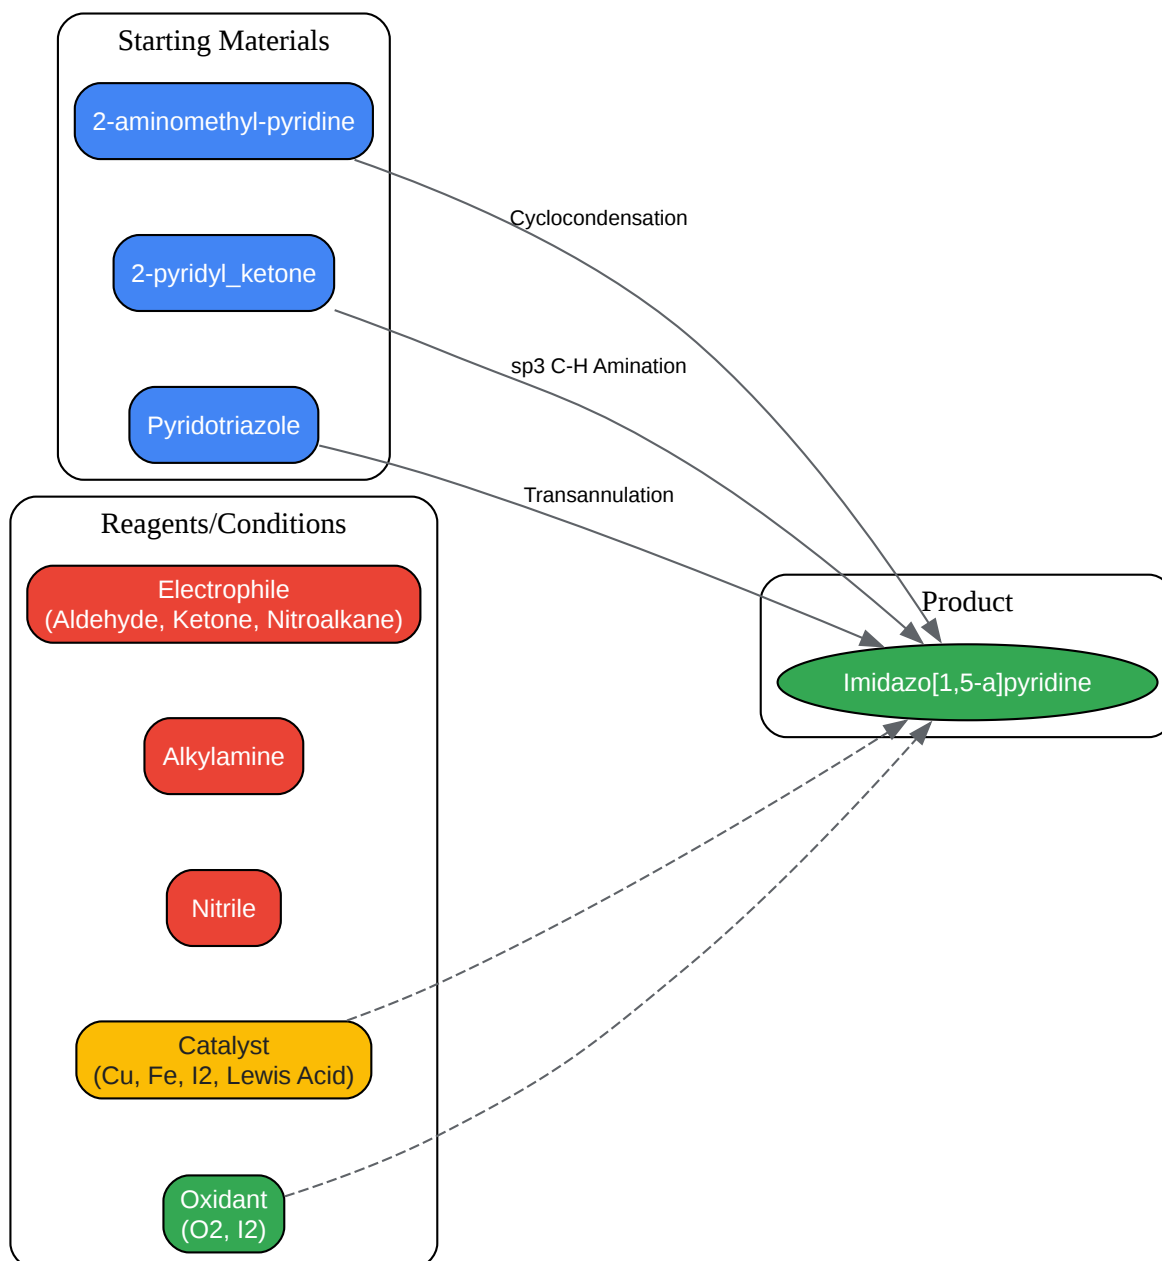 Starting Materials
2-aminomethyl-pyridine
Cyclocondensation
2-pyridyl_ketone
sp3 C-H Amination
Pyridotriazole
Transannulation
Reagents/Conditions
Electrophile
(Aldehyde, Ketone, Nitroalkane)
Product
Imidazo[1,5-a]pyridine
Alkylamine
Nitrile
Catalyst
(Cu, Fe, I2, Lewis Acid)
Oxidant
(O2, I2)